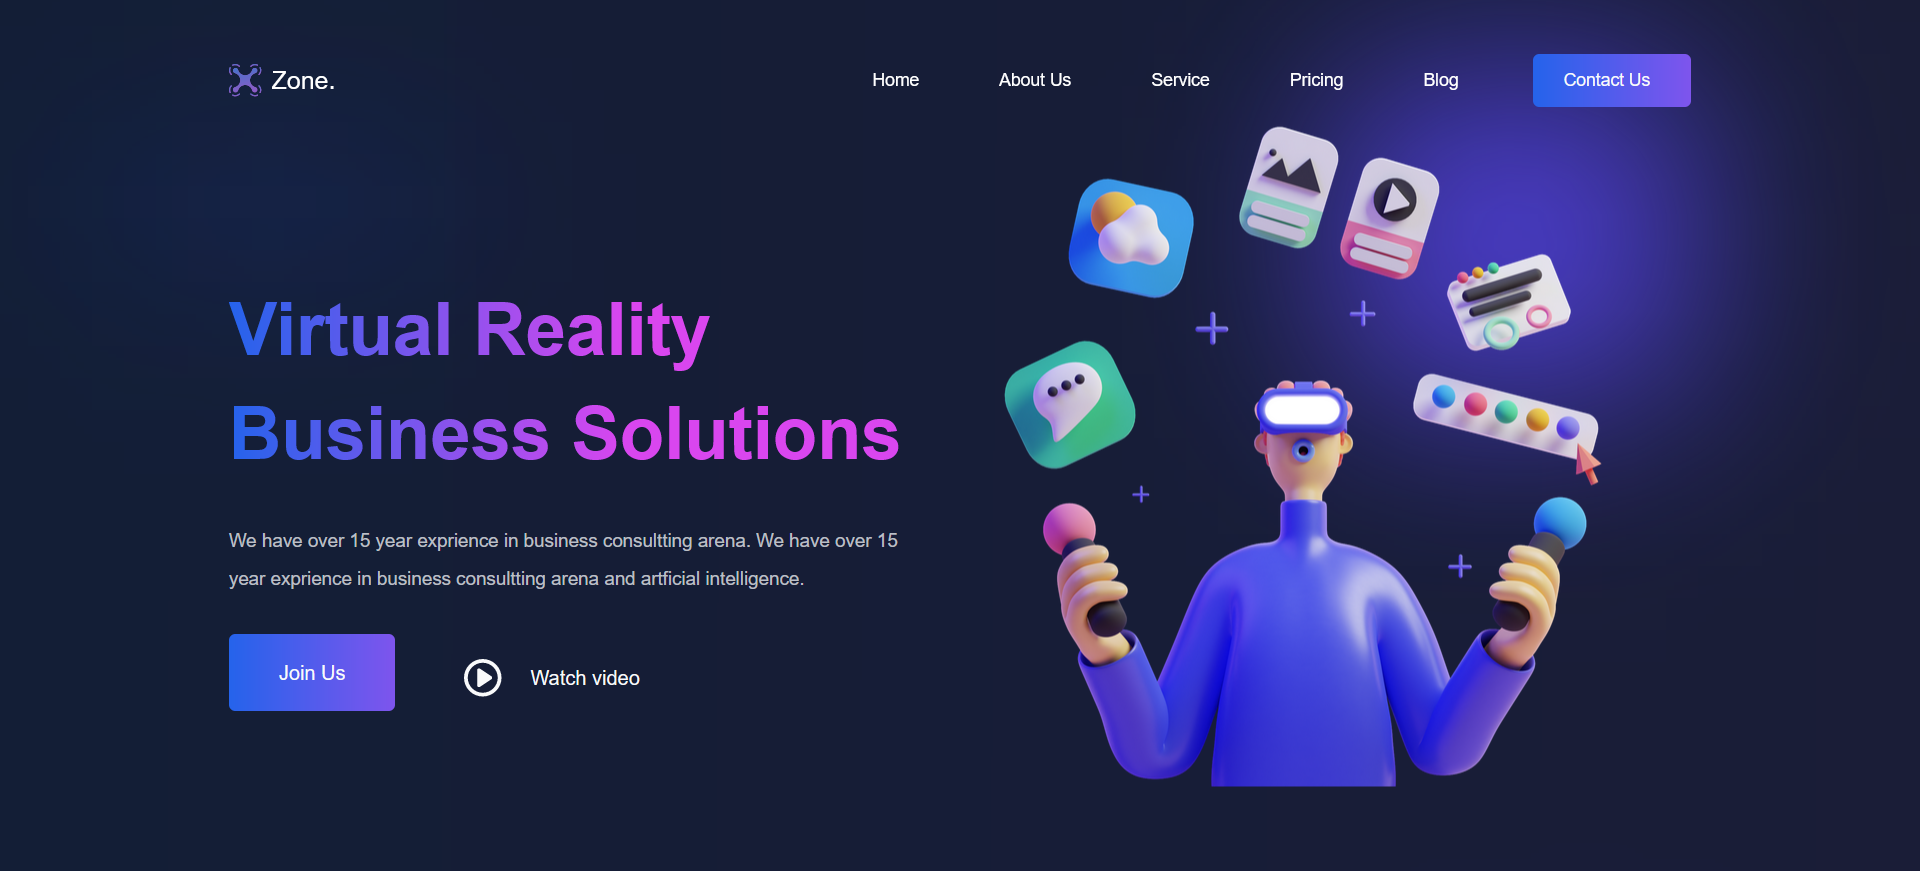 Zone.
Home
About Us
Service
Pricing
Blog
Contact Us
Virtual Reality
Business Solutions
We have over 15 year exprience in business consultting arena. We have over 15
year exprience in business consultting arena and artficial intelligence.
Join Us
Watch video